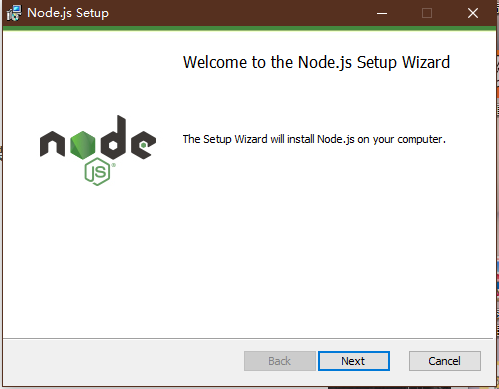 Node.js Setup
Welcome to the Node.js Setup Wizard
The Setup Wizard will install Node.js on your computer.
node
JS
Back
Next
Cancel